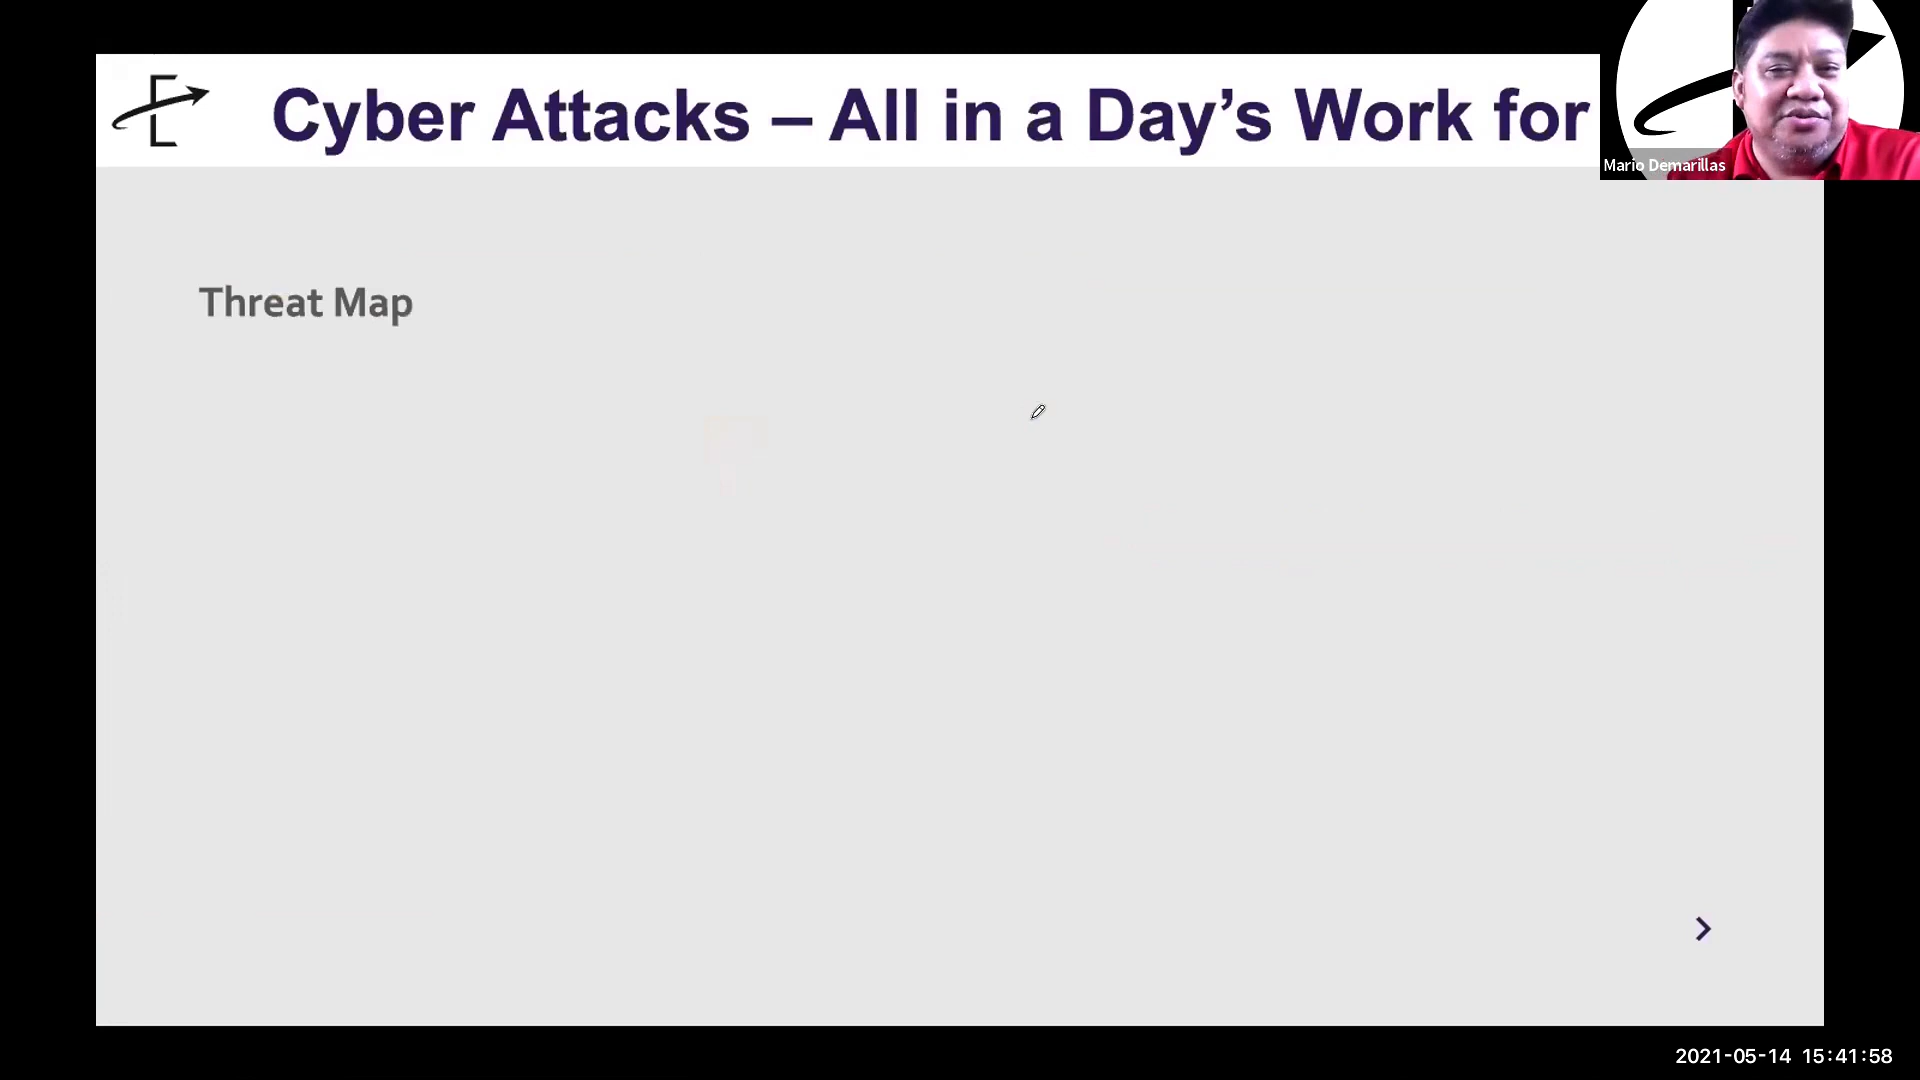 Cyber Attacks – All in a Day’s Work for
Mario Demarillas
Threat Map
2021-05-14 15:41:58